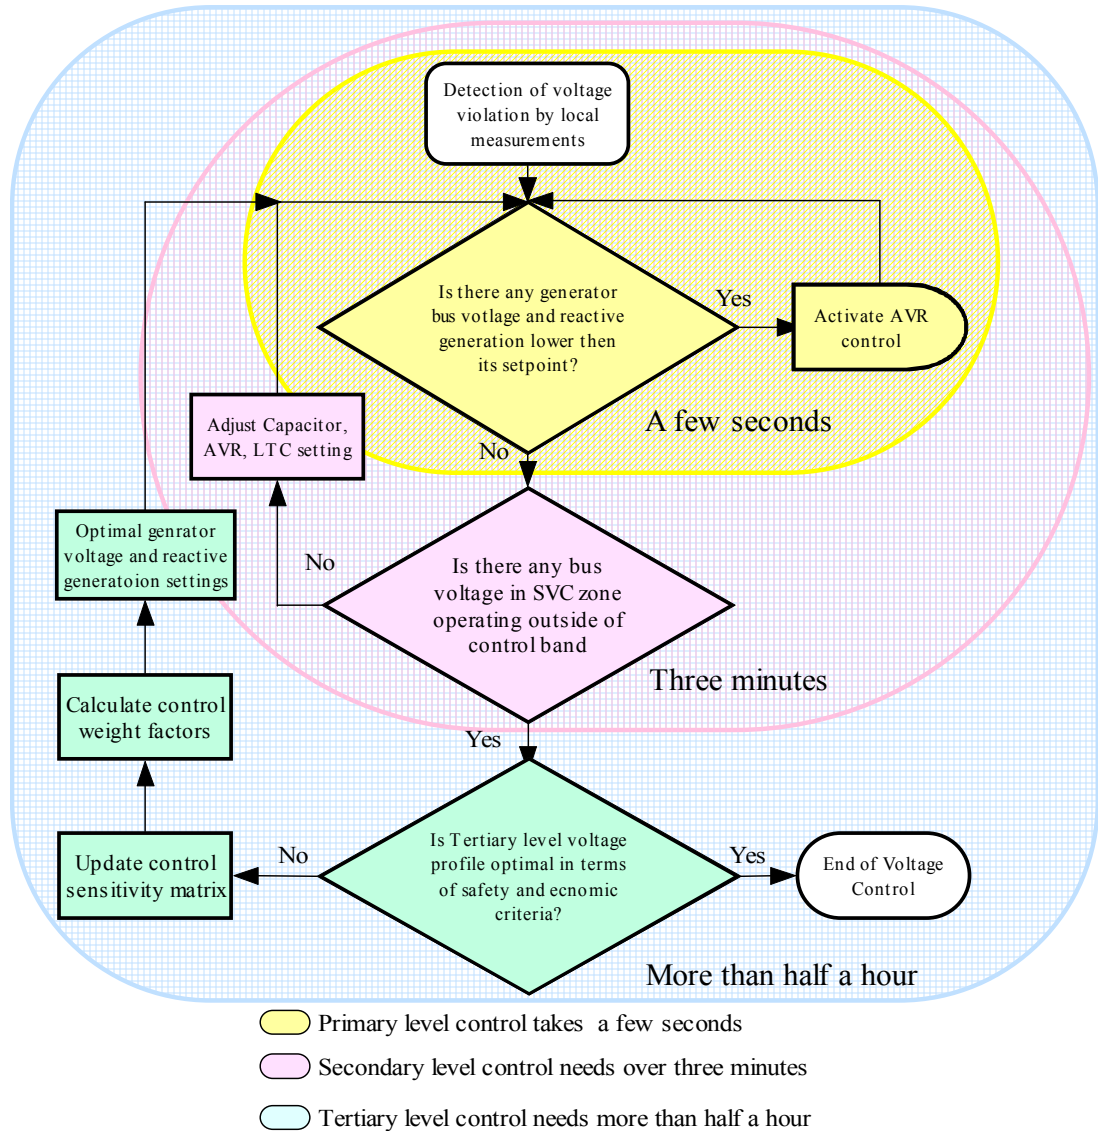 Detection of voltage
violation by local
measurements
Is there any generator
bus votlage and reactive
generation lower then
its setpoint?
Yes
Activate AVR
control
A few seconds
No
Adjust Capacitor,
AVR, LTC setting
Optimal genrator
voltage and reactive
generatoion settings
No
Is there any bus
voltage in SVC zone
operating outside of
control band
Three minutes
Calculate control
weight factors
Yes
Update control
sensitivity matrix
No
Is Tertiary level voltage
profile optimal in terms
of safety and ecnomic
criteria?
Yes
End of Voltage
Control
More than half a hour
Primary level control takes a few seconds
Secondary level control needs over three minutes
Tertiary level control needs more than half a hour